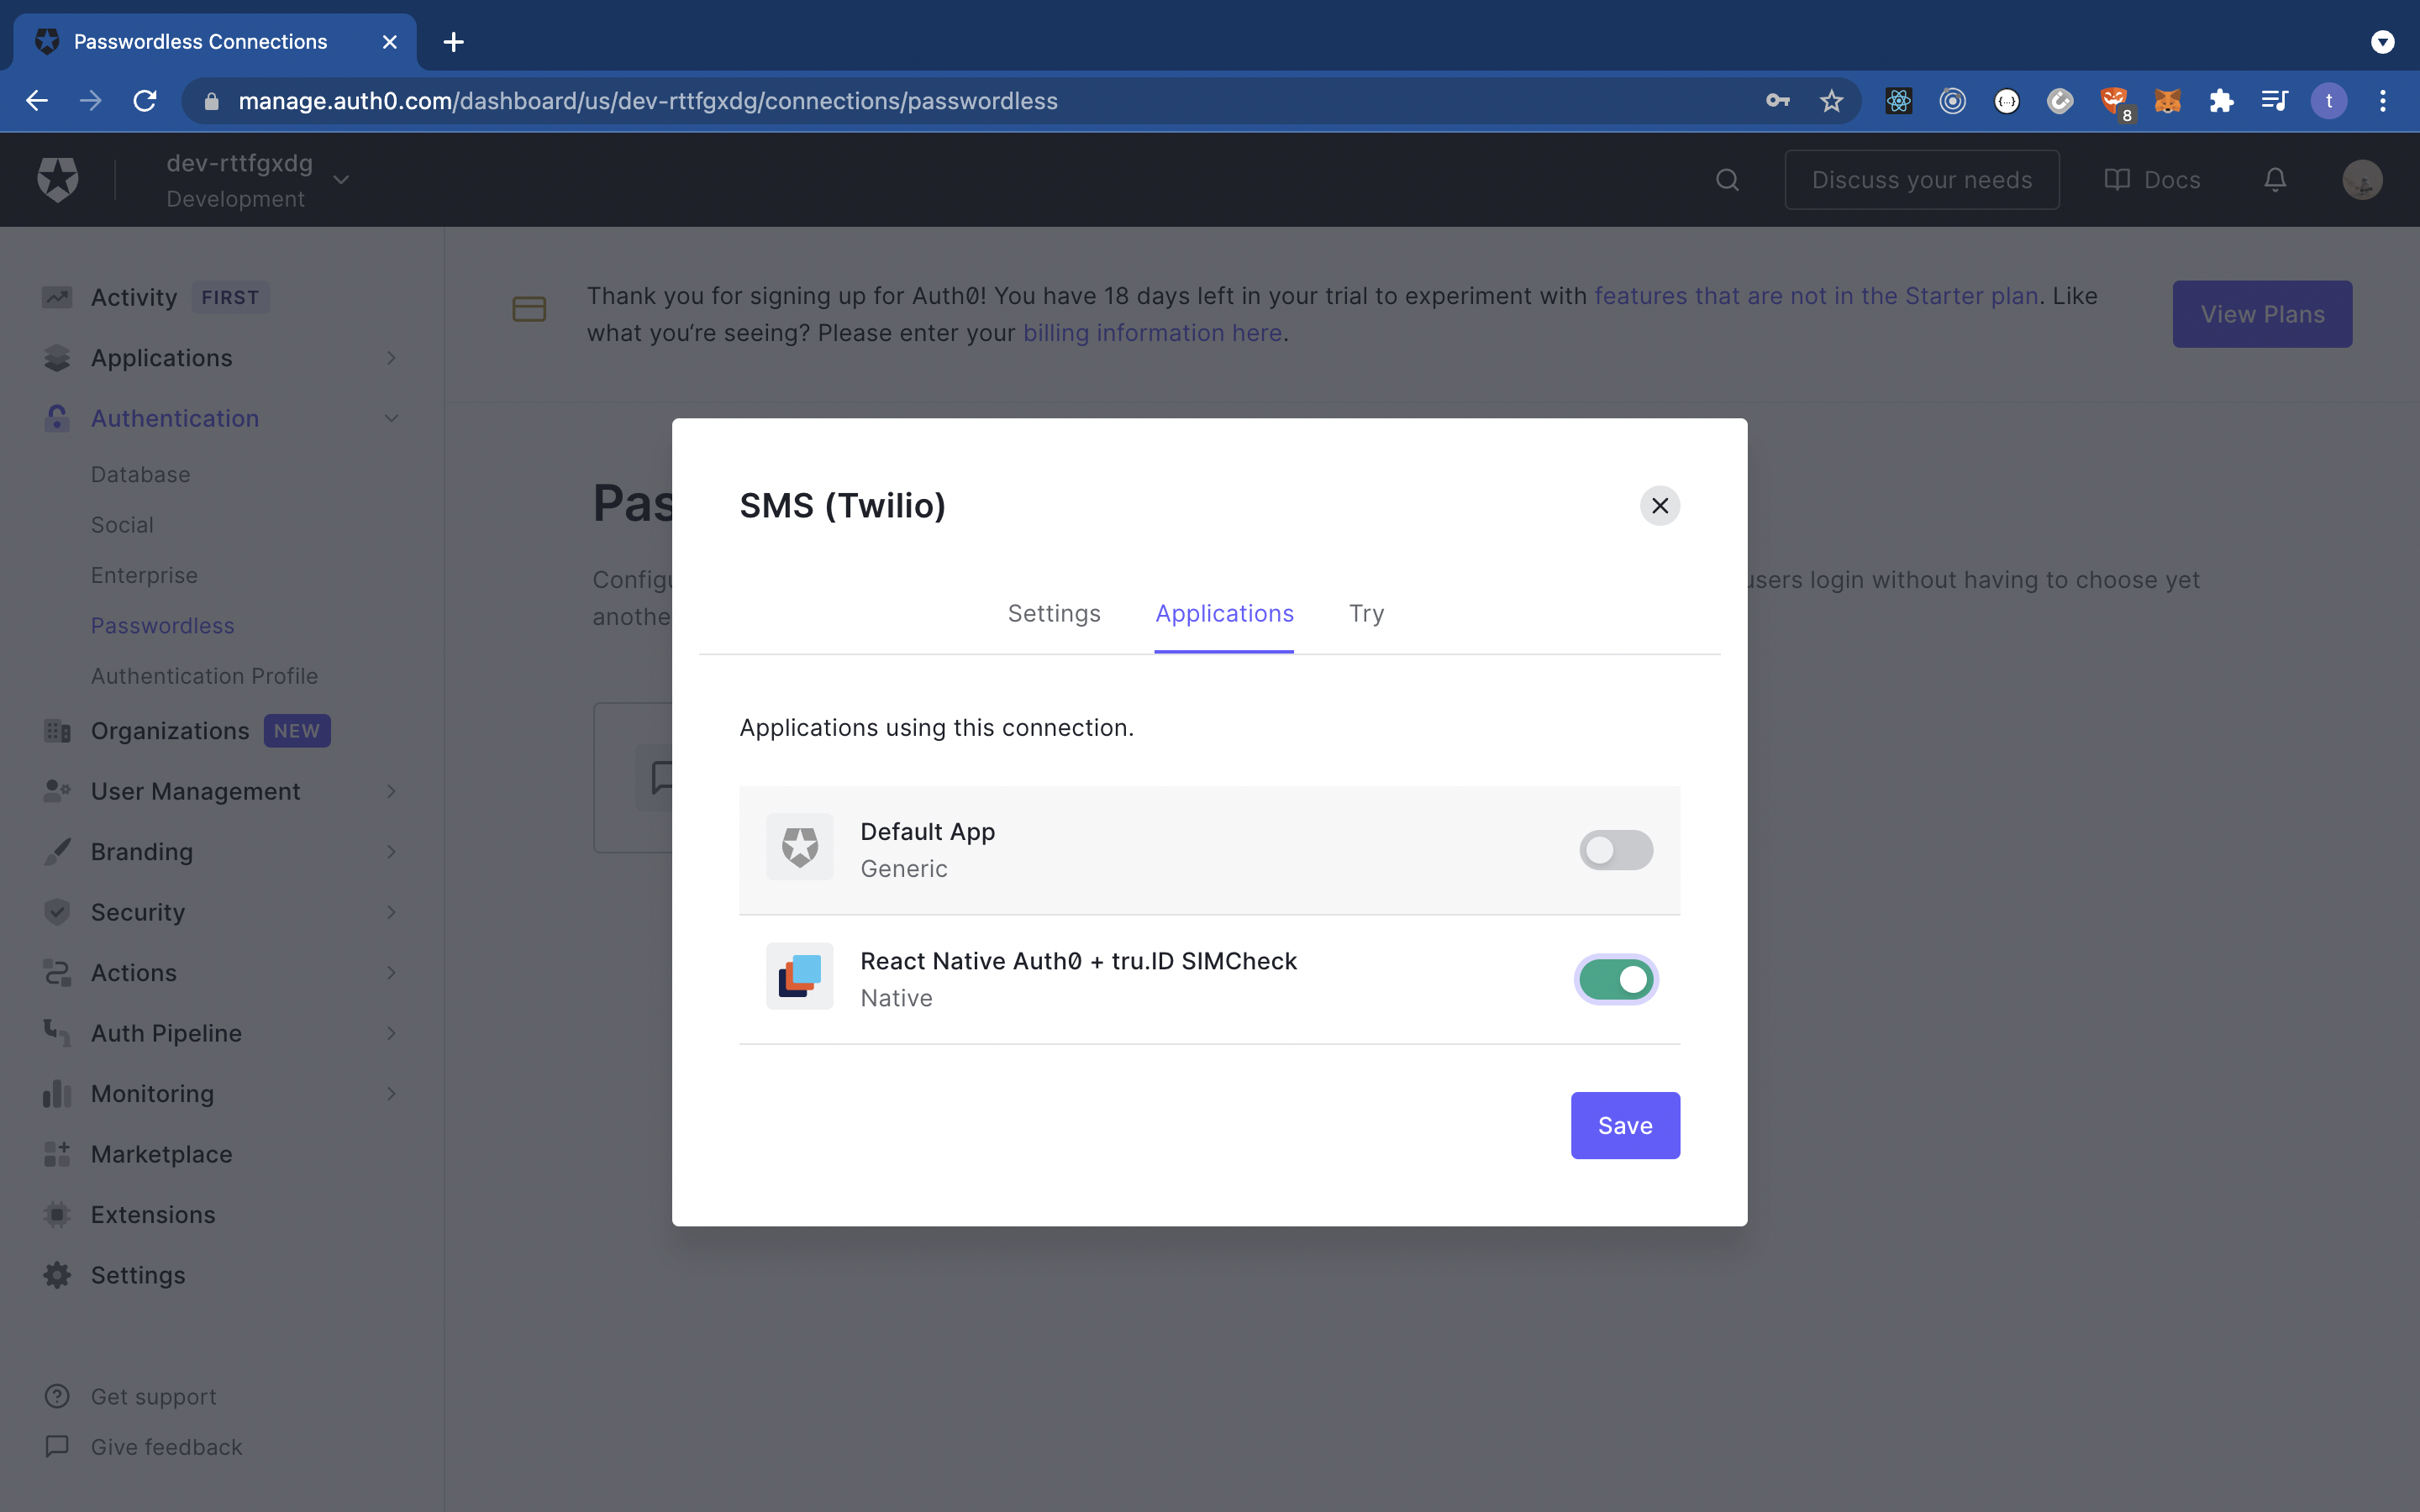 Passwordless Connections
manage.auth0.com/dashboard/us/dev-rttfgxdg/connections/passwordless
8
t
dev-rttfgxdg
Development
Discuss your needs
Docs
Activity FIRST
Applications
Authentication
Database
Social
Enterprise
Passwordless
Authentication Profile
Organizations NEW
User Management
Branding
Security
Actions
Auth Pipeline
Monitoring
Marketplace
Extensions
Settings
Get support
Give feedback
Thank you for signing up for Auth0! You have 18 days left in your trial to experiment with features that are not in the Starter plan. Like
what you’re seeing? Please enter your billing information here.
View Plans
SMS (Twilio)
users login without having to choose yet
Settings
Applications
Try
Applications using this connection.
Default App
Generic
React Native Auth0 + tru.ID SIMCheck
Native
Save